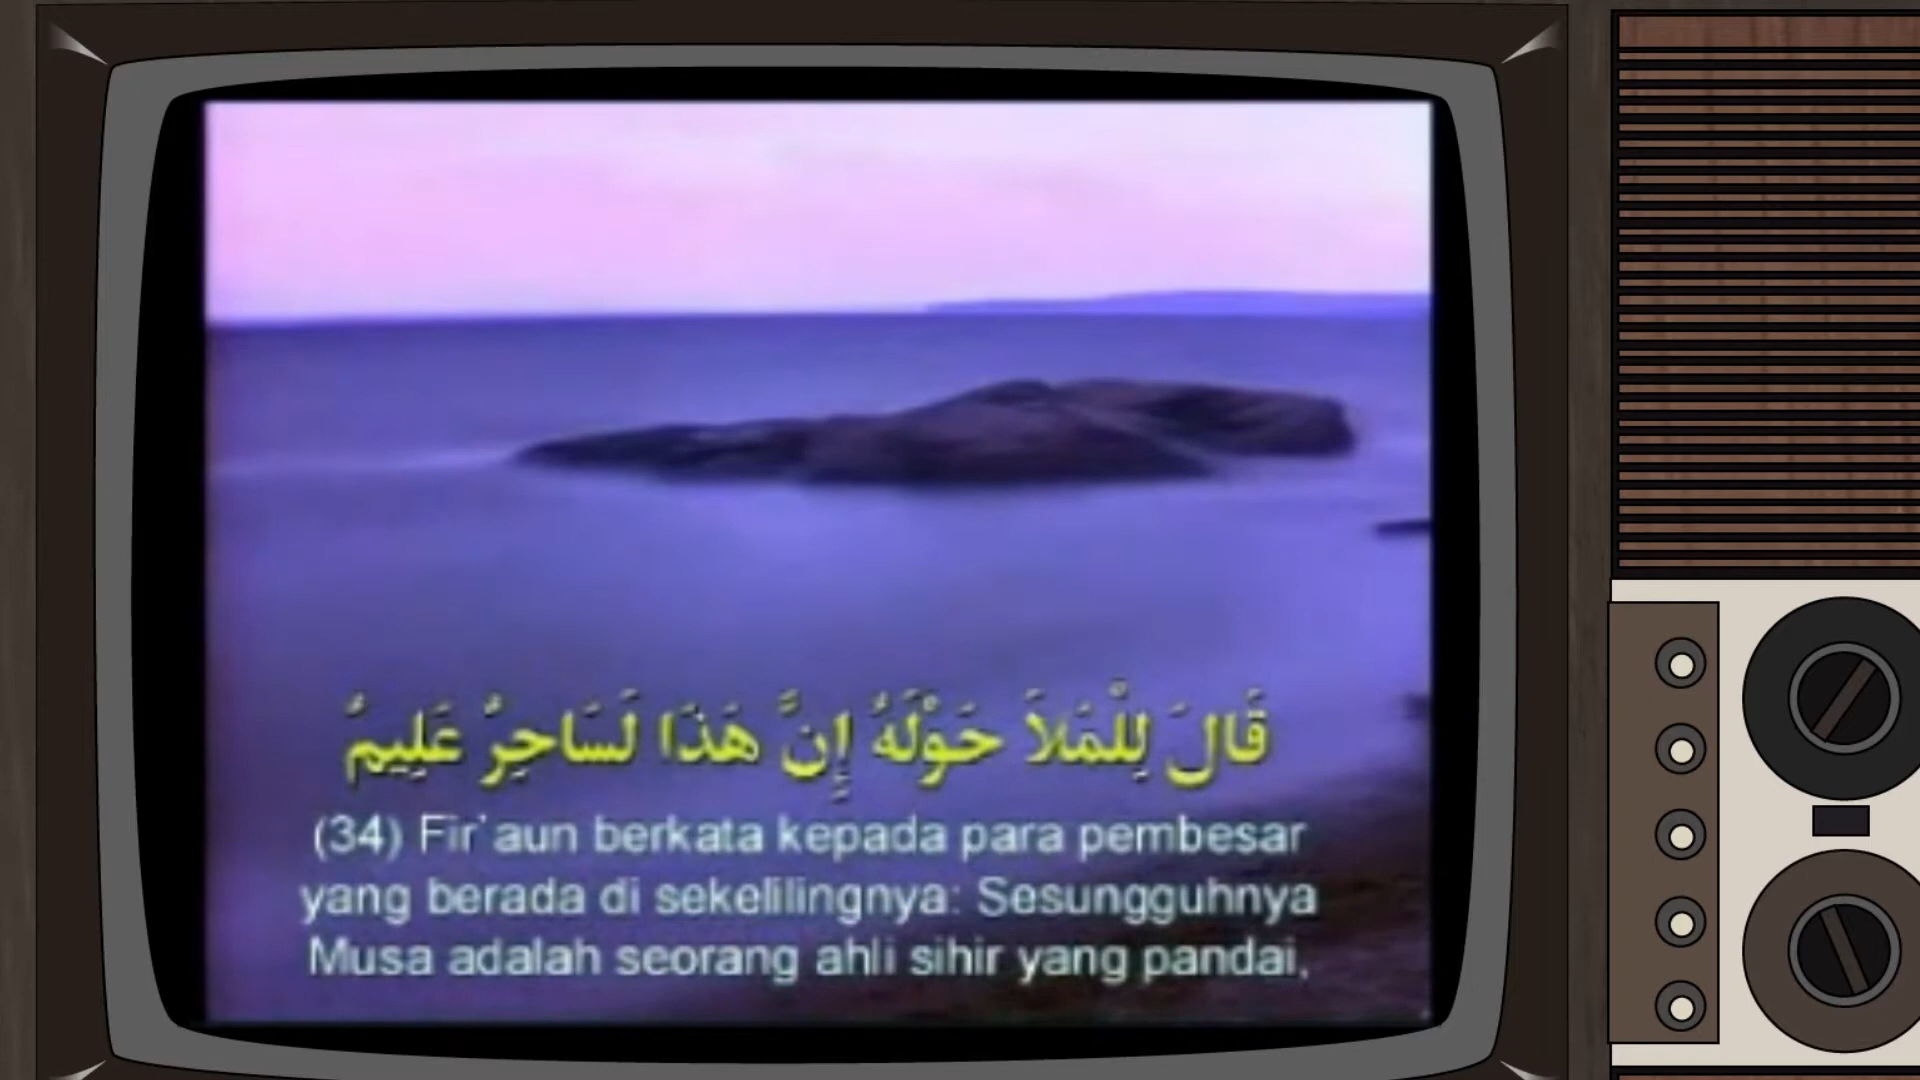 قَالَ لِلْمَلَإِ حَوْلَهُ إِنَّ هَذَا لَسَاحِرٌ عَلِيمٌ
(34) Fir`aun berkata kepada para pembesar
yang berada di sekelilingnya: Sesungguhnya
Musa adalah seorang ahli sihir yang pandai,